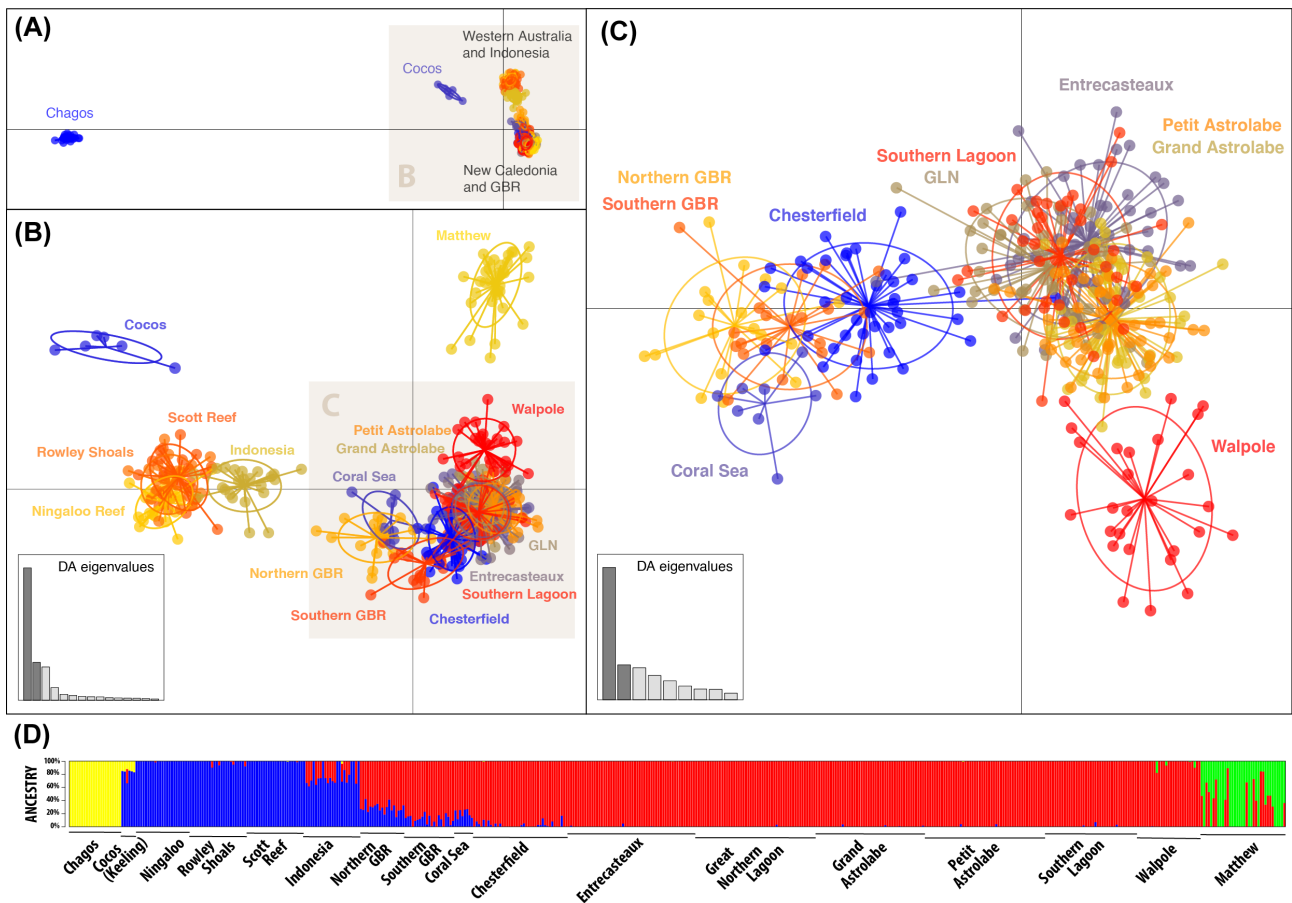 (A)
Western Australia
and Indonesia
Cocos
Chagos
B
New Caledonia
and GBR
(B)
Matthew
Cocos
C
Scott Reef
Walpole
Petit Astrolabe
Grand Astrolabe
Rowley Shoals
Indonesia
Coral Sea
Ningaloo Reef
GLN
DA eigenvalues
Northern GBR
Entrecasteaux
Southern Lagoon
Southern GBR
Chesterfield
(C)
Entrecasteaux
Petit Astrolabe
Grand Astrolabe
Southern Lagoon
GLN
Northern GBR
Southern GBR
Chesterfield
Coral Sea
Walpole
DA eigenvalues
(D)
ANCESTRY
100%
80%
60%
40%
20%
0%
Chagos
Cocos
(Keeling)
Ningaloo
Rowley
Shoals
Scott
Reef
Indonesia
Northern
GBR
Southern
GBR
Coral Sea
Chesterfield
Entrecasteaux
Great
Northern
Lagoon
Grand
Astrolabe
Petit
Astrolabe
Southern
Lagoon
Walpole
Matthew